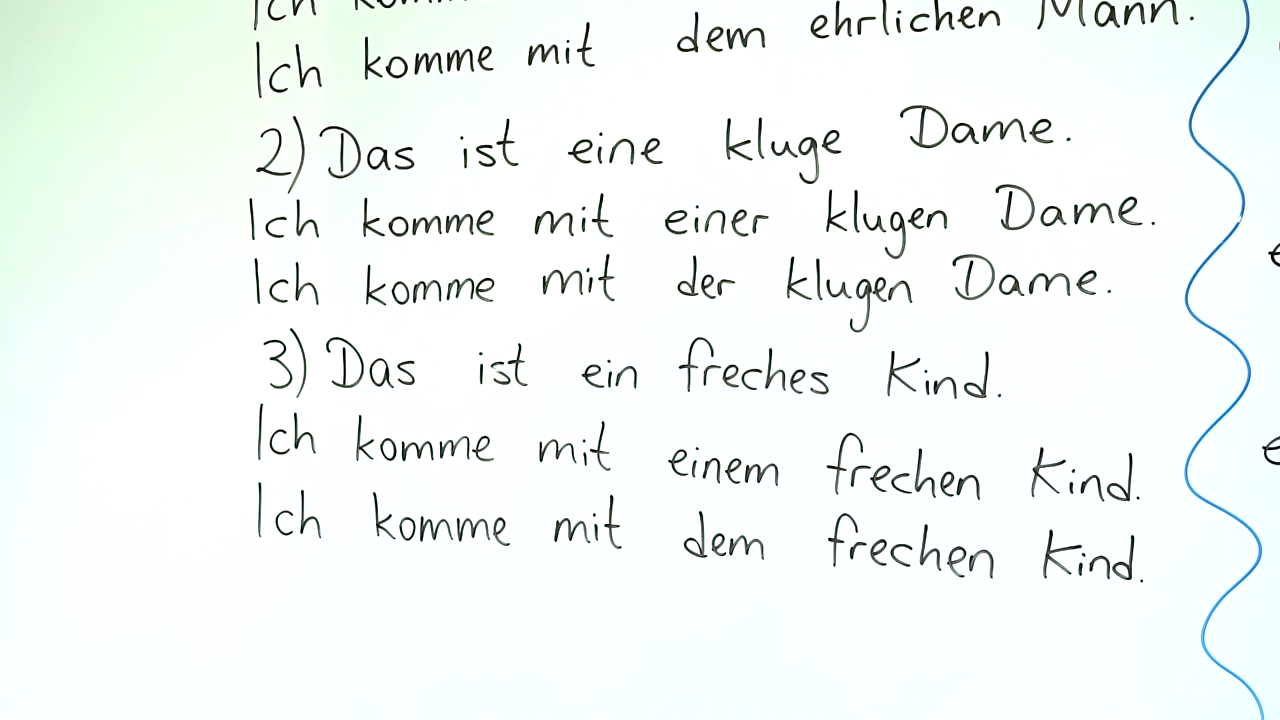 Ich
Ich komme mit dem ehrlichen Mann.
2) Das ist eine kluge Dame.
Ich komme mit einer klugen Dame.
Ich komme mit der klugen Dame.
3) Das ist ein freches Kind.
Ich komme mit einem frechen Kind.
Ich komme mit dem frechen Kind.